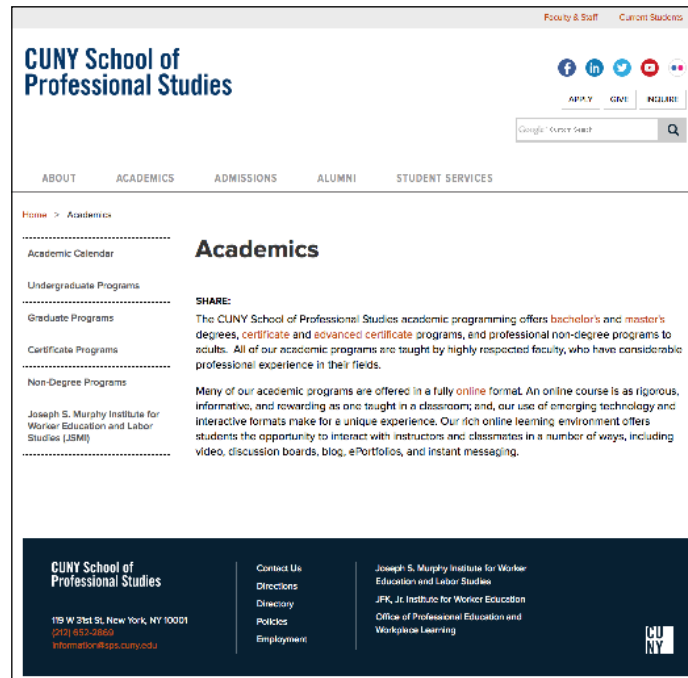 Faculty & Staff Current Students
CUNY School of
Professional Studies
APPLY GIVE INQUIRE
Google Custom Search
ABOUT ACADEMICS ADMISSIONS ALUMNI STUDENT SERVICES
Home > Academics
Academic Calendar
Undergraduate Programs
Graduate Programs
Certificate Programs
Non-Degree Programs
Joseph S. Murphy Institute for
Worker Education and Labor
Studies (JSMI)
Academics
SHARE:
The CUNY School of Professional Studies academic programming offers bachelor's and master's
degrees, certificate and advanced certificate programs, and professional non-degree programs to
adults. All of our academic programs are taught by highly respected faculty, who have considerable
professional experience in their fields.
Many of our academic programs are offered in a fully online format. An online course is as rigorous,
informative, and rewarding as one taught in a classroom; and, our use of emerging technology and
interactive formats make for a unique experience. Our rich online learning environment offers
students the opportunity to interact with instructors and classmates in a number of ways, including
video, discussion boards, blog, ePortfolios, and instant messaging.
CUNY School of
Professional Studies
119 W 31st St, New York, NY 10001
(212) 652-2869
information@sps.cuny.edu
Contact Us
Directions
Directory
Policies
Employment
Joseph S. Murphy Institute for Worker
Education and Labor Studies
JFK, Jr. Institute for Worker Education
Office of Professional Education and
Workplace Learning
CU
NY